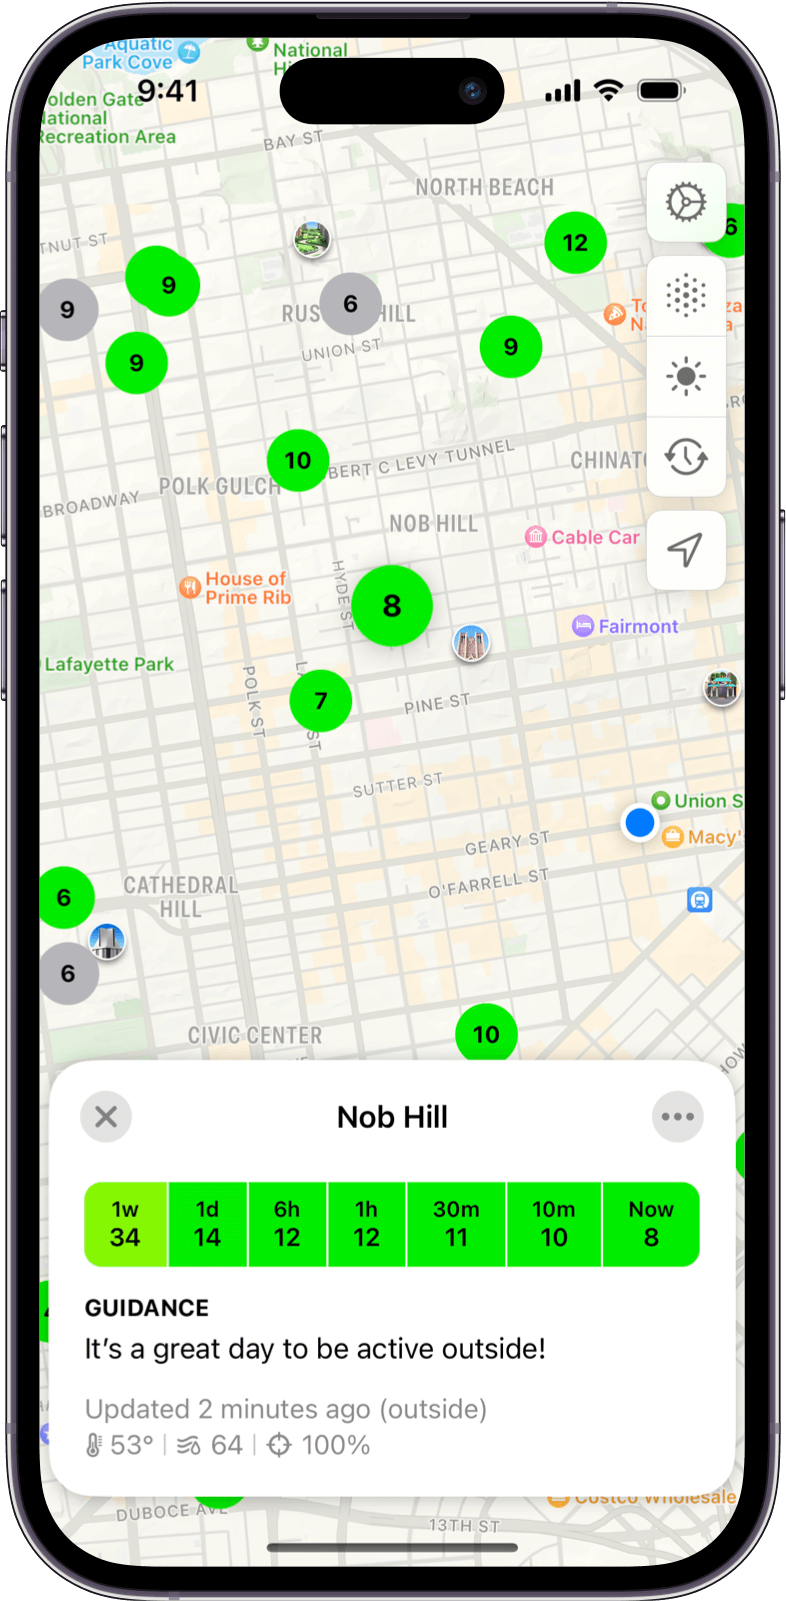 Aquatic
Park Cove
National
9:41
olden Gate
National
Recreation Area
BAY ST
NORTH BEACH
12
6
TNUT ST
9
9
6
RUS HILL
UNION ST
9
9
10
BERT C LEVY TUNNEL
CHINAT
POLK GULCH
BROADWAY
NOB HILL
Cable Car
House of
Prime Rib
HYDE ST
8
Fairmont
Lafayette Park
POLK ST
7
PINE ST
SUTTER ST
Union S
Macy's
GEARY ST
O'FARRELL ST
6
CATHEDRAL
HILL
6
CIVIC CENTER
10
Nob Hill
1w
34
1d
14
6h
12
1h
12
30m
11
10m
10
Now
8
GUIDANCE
It's a great day to be active outside!
Updated 2 minutes ago (outside)
53° | 64 | 100%
Costco Wholesale
DUBOCE AVE
13TH ST